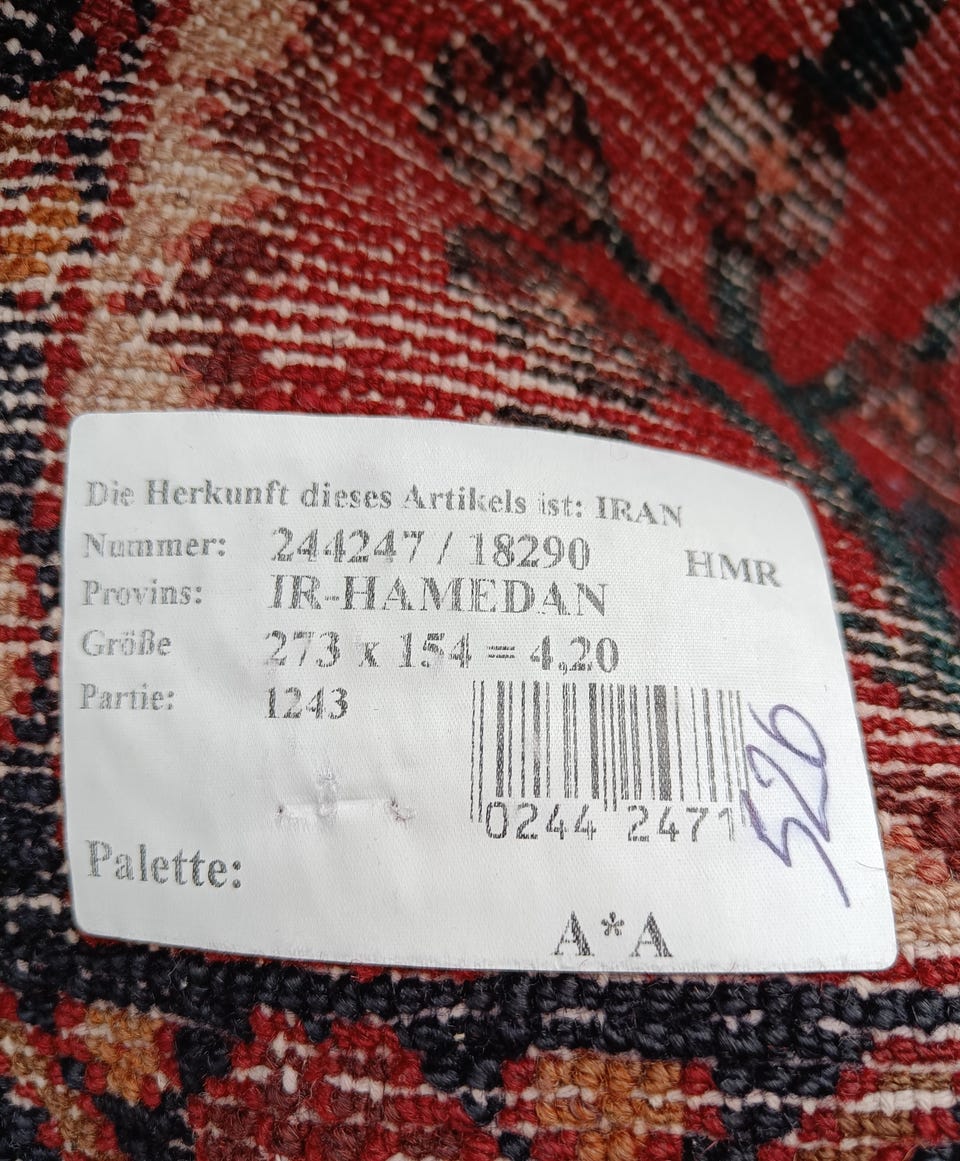 Die Herkunft dieses Artikels ist: IRAN
Nummer: 244247 / 18290 HMR
Provins: IR-HAMEDAN
Größe 273 x 154 = 4,20
Partie: 1243
0244 2471
526
Palette:
A*A